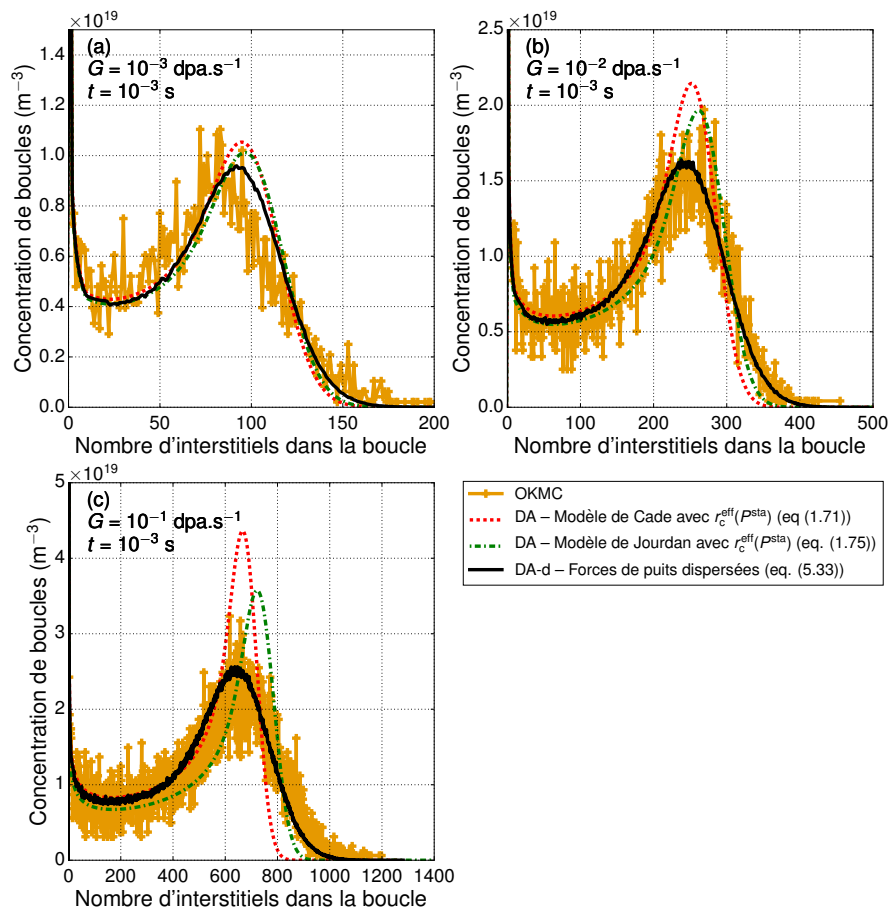 ×10¹⁹
(a)
G = 10⁻³ dpa.s⁻¹
t = 10⁻³ s
Concentration de boucles (m⁻³)
1.4
1.2
1.0
0.8
0.6
0.4
0.2
0.0
0 50 100 150 200
Nombre d'interstitiels dans la boucle
×10¹⁹
(b)
G = 10⁻² dpa.s⁻¹
t = 10⁻³ s
Concentration de boucles (m⁻³)
2.5
2.0
1.5
1.0
0.5
0.0
0 100 200 300 400 500
Nombre d'interstitiels dans la boucle
×10¹⁹
(c)
G = 10⁻¹ dpa.s⁻¹
t = 10⁻³ s
Concentration de boucles (m⁻³)
5
4
3
2
1
0
0 200 400 600 800 1000 1200 1400
Nombre d'interstitiels dans la boucle
OKMC
DA – Modèle de Cade avec r_c^eff(P^sta) (eq (1.71))
DA – Modèle de Jourdan avec r_c^eff(P^sta) (eq. (1.75))
DA-d – Forces de puits dispersées (eq. (5.33))